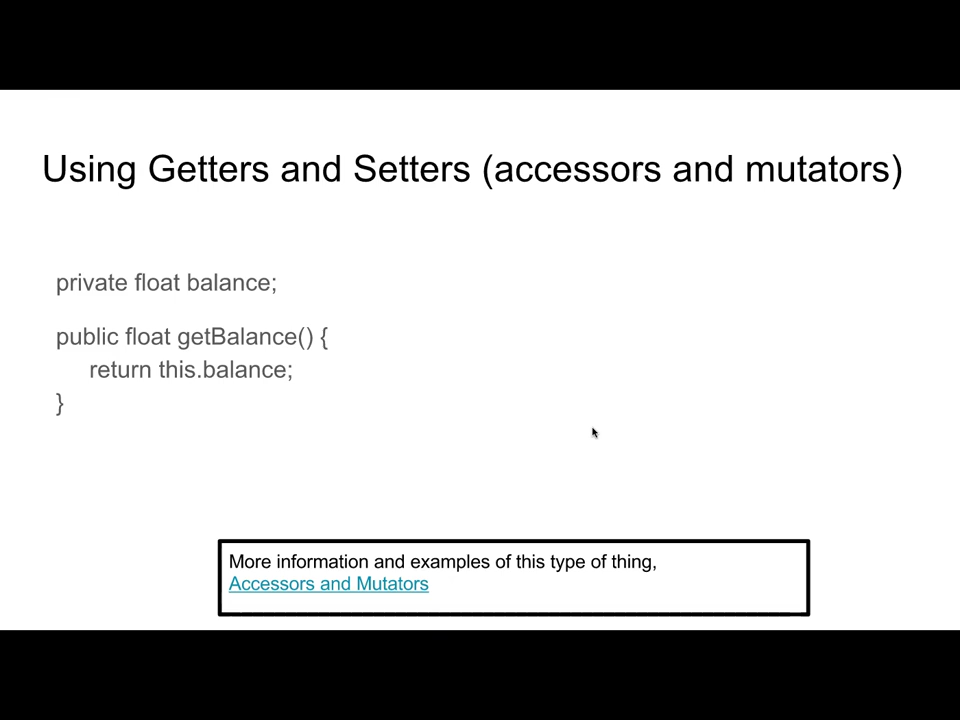 Using Getters and Setters (accessors and mutators)
private float balance;
public float getBalance() {
return this.balance;
}
More information and examples of this type of thing,
Accessors and Mutators